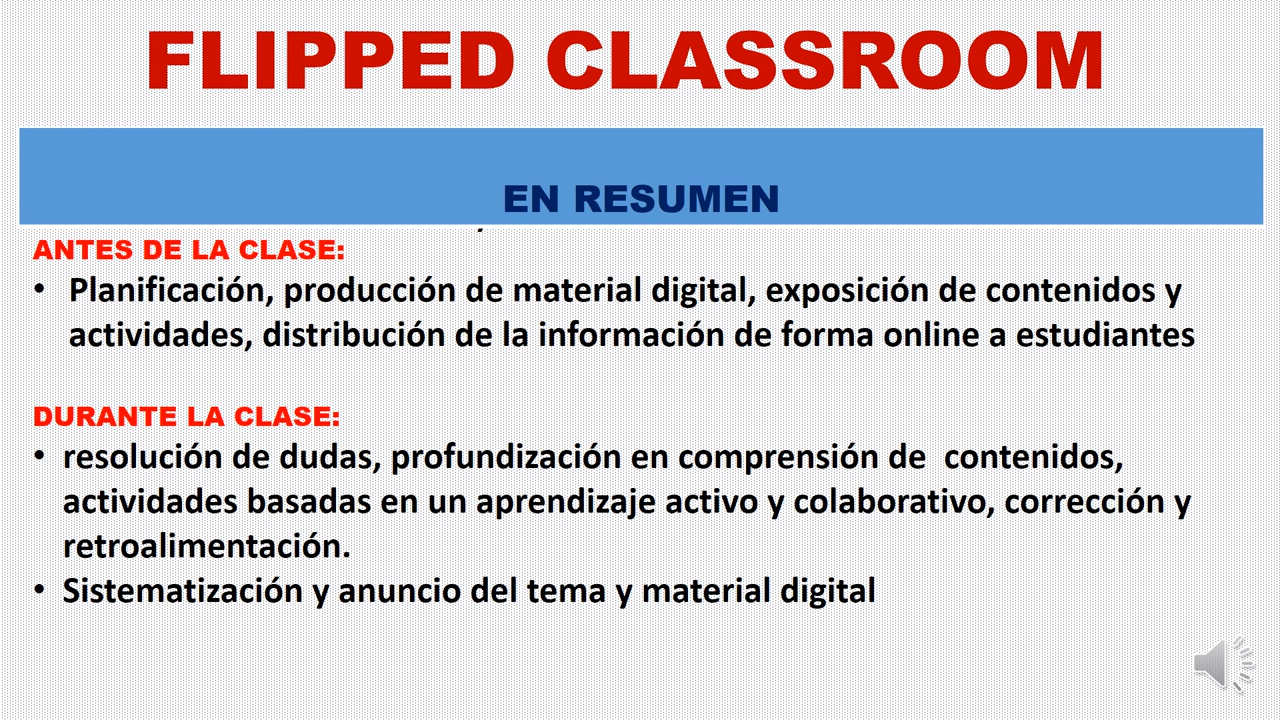 FLIPPED CLASSROOM
EN RESUMEN
ANTES DE LA CLASE:
• Planificación, producción de material digital, exposición de contenidos y
actividades, distribución de la información de forma online a estudiantes
DURANTE LA CLASE:
• resolución de dudas, profundización en comprensión de contenidos,
actividades basadas en un aprendizaje activo y colaborativo, corrección y
retroalimentación.
• Sistematización y anuncio del tema y material digital